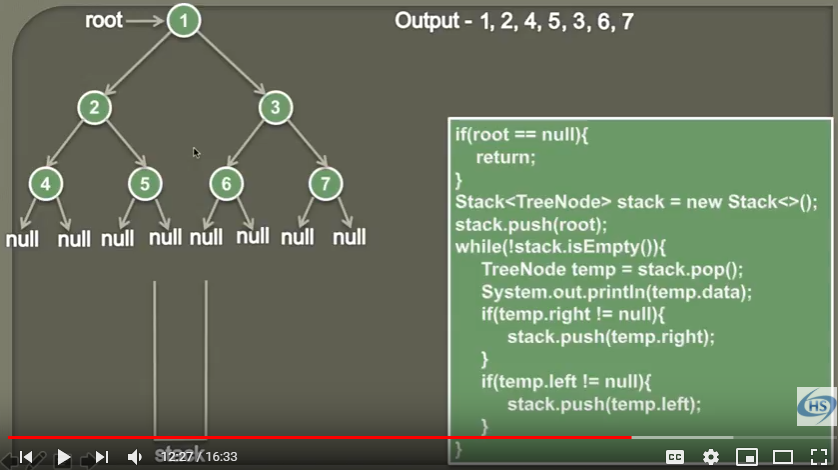 root
1
Output - 1, 2, 4, 5, 3, 6, 7
2
3
4
5
6
7
null null null null null null null null
if(root == null){
return;
}
Stack<TreeNode> stack = new Stack<>();
stack.push(root);
while(!stack.isEmpty()){
TreeNode temp = stack.pop();
System.out.println(temp.data);
if(temp.right != null){
stack.push(temp.right);
}
if(temp.left != null){
stack.push(temp.left);
}
}
HS
stack
12:27 / 16:33
CC